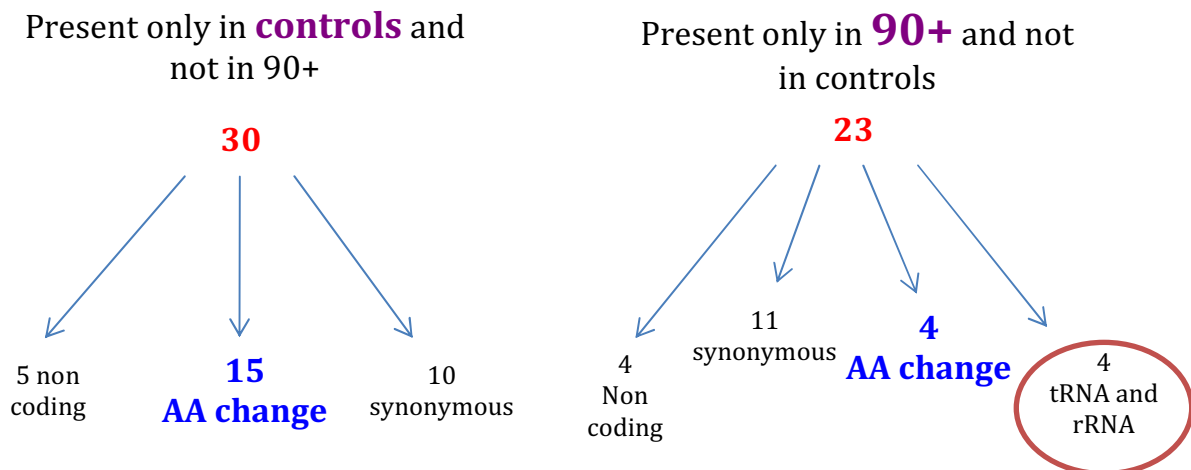 Present only in controls and
not in 90+
30
5 non
coding
15
AA change
10
synonymous
Present only in 90+ and not
in controls
23
4
Non
coding
11
synonymous
4
AA change
4
tRNA and
rRNA